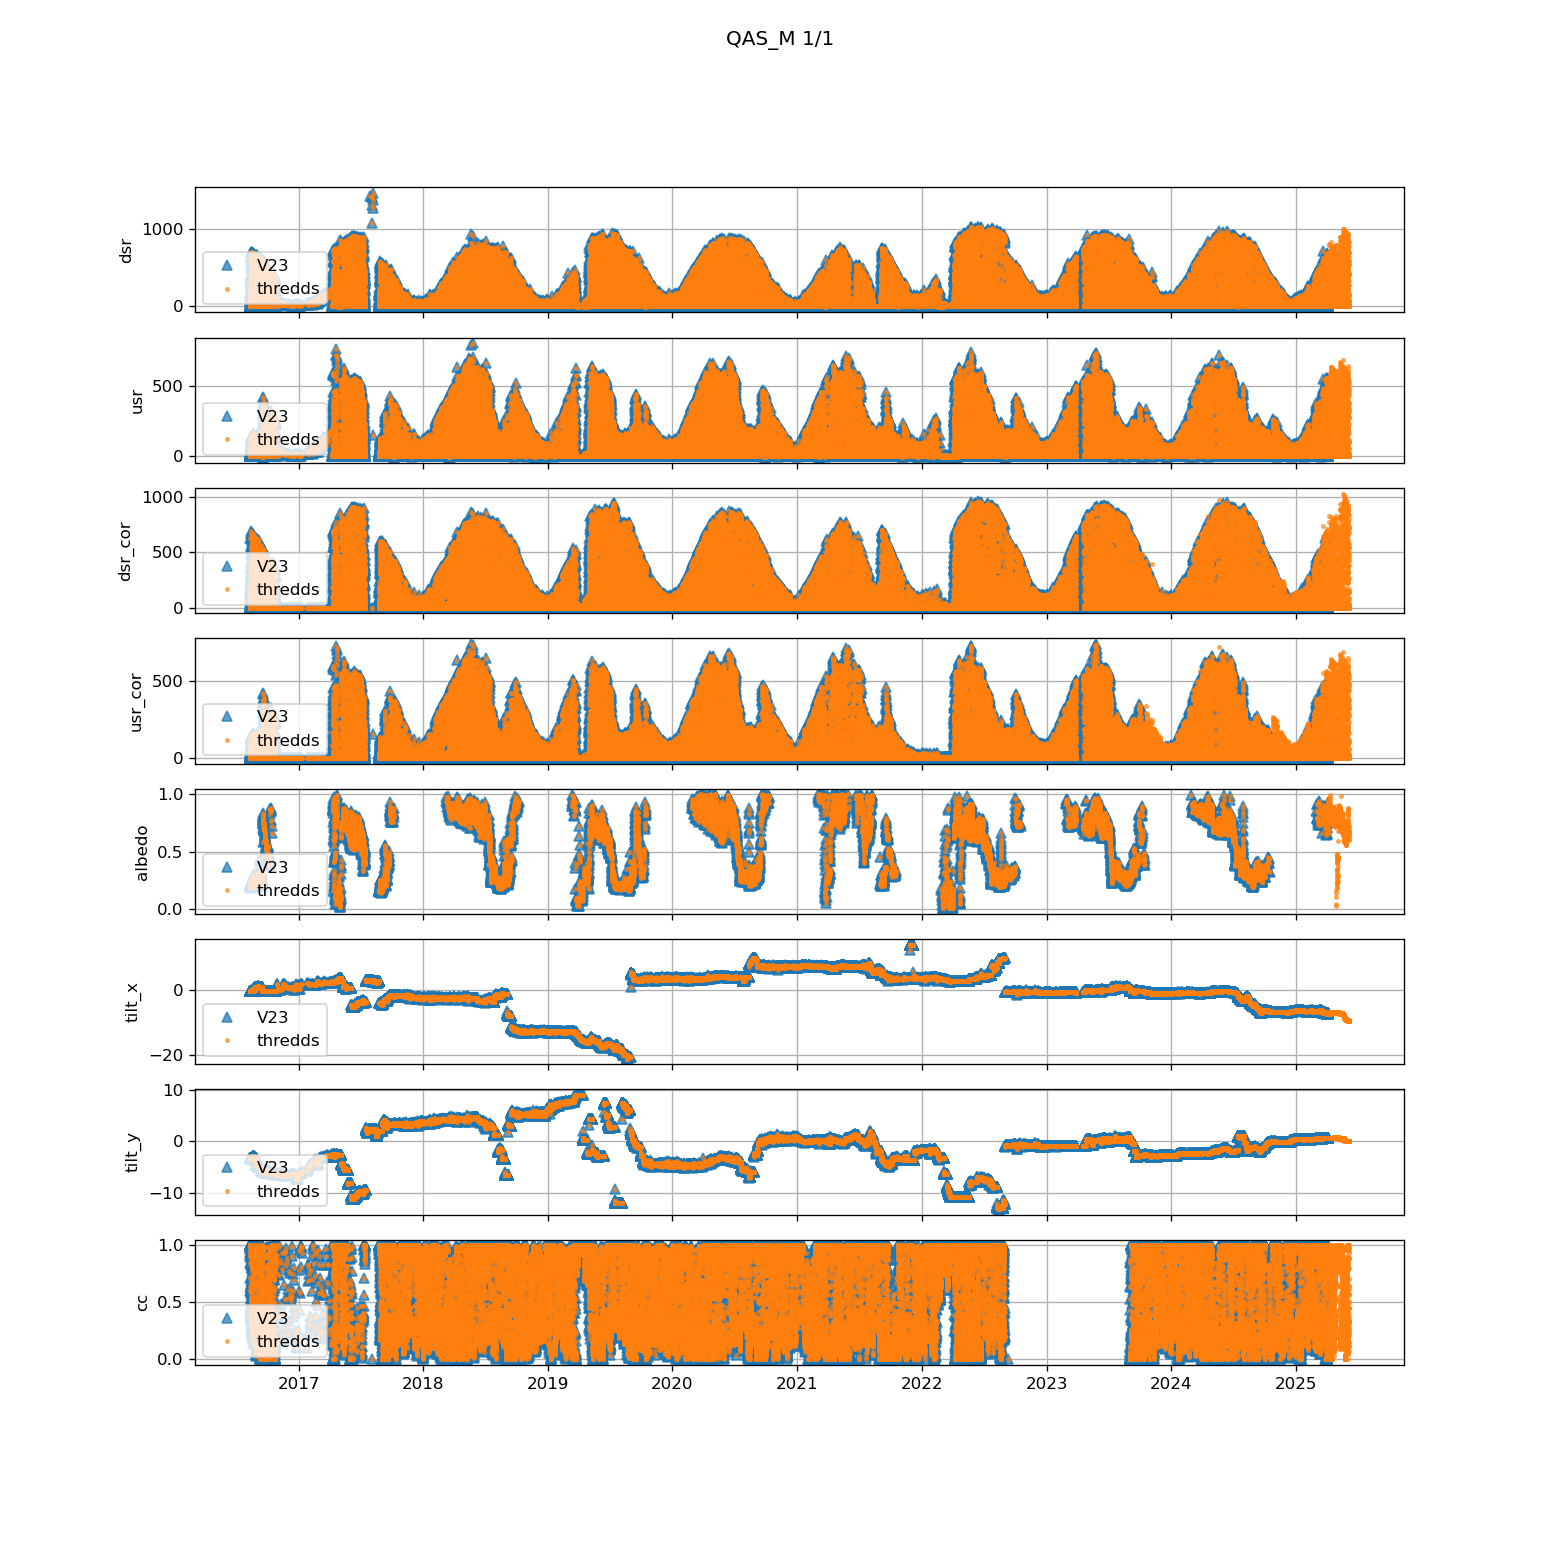 QAS_M 1/1
dsr
1000
0
V23
thredds
usr
500
0
V23
thredds
dsr_cor
1000
500
0
V23
thredds
usr_cor
500
0
V23
thredds
albedo
1.0
0.5
0.0
V23
thredds
tilt_x
0
−20
V23
thredds
tilt_y
10
0
−10
V23
thredds
cc
1.0
0.5
0.0
V23
thredds
2017 2018 2019 2020 2021 2022 2023 2024 2025